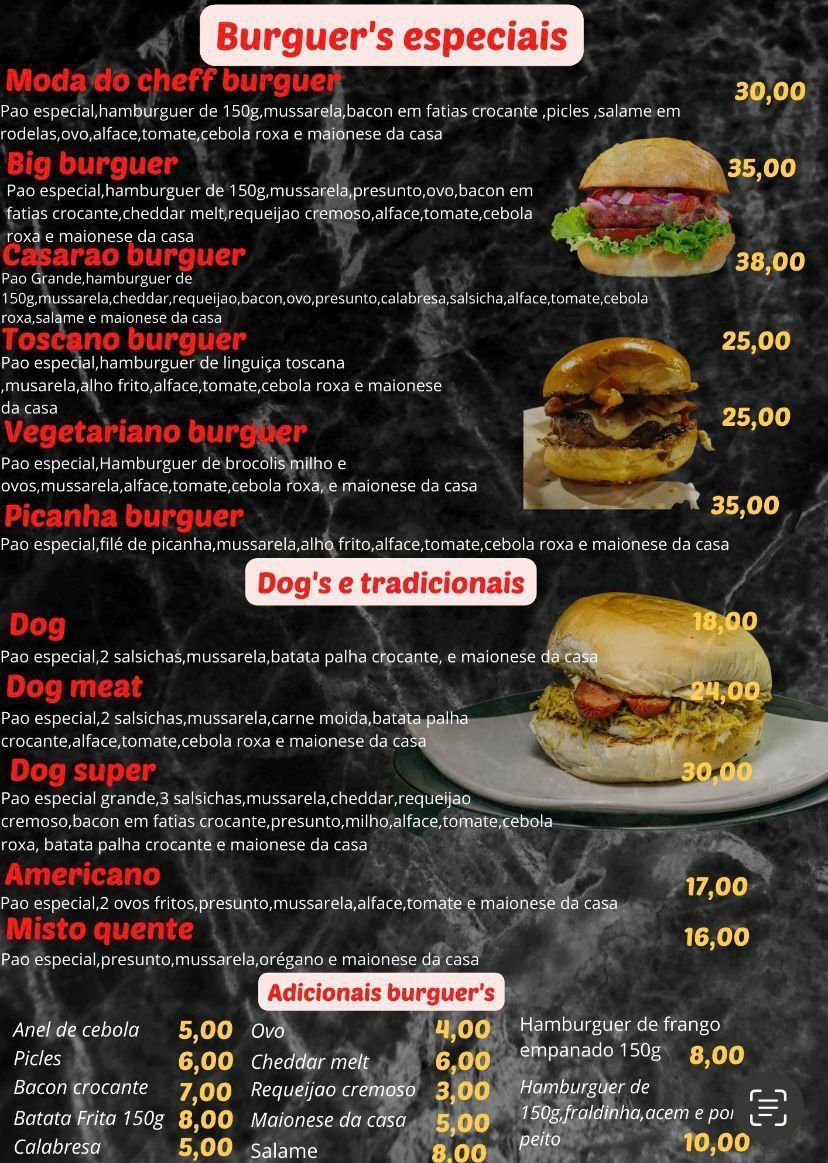 Burguer's especiais
Moda do cheff burguer 30,00
Pao especial,hamburguer de 150g,mussarela,bacon em fatias crocante ,picles ,salame em
rodelas,ovo,alface,tomate,cebola roxa e maionese da casa
Big burguer 35,00
Pao especial,hamburguer de 150g,mussarela,presunto,ovo,bacon em
fatias crocante,cheddar melt,requeijao cremoso,alface,tomate,cebola
roxa e maionese da casa
Casarao burguer 38,00
Pao Grande,hamburguer de
150g,mussarela,cheddar,requeijao,bacon,ovo,presunto,calabresa,salsicha,alface,tomate,cebola
roxa,salame e maionese da casa
Toscano burguer 25,00
Pao especial,hamburguer de linguiça toscana
,musarela,alho frito,alface,tomate,cebola roxa e maionese
da casa
Vegetariano burguer 25,00
Pao especial,Hamburguer de brocolis milho e
ovos,mussarela,alface,tomate,cebola roxa, e maionese da casa
Picanha burguer 35,00
Pao especial,filé de picanha,mussarela,alho frito,alface,tomate,cebola roxa e maionese da casa
Dog's e tradicionais
Dog 18,00
Pao especial,2 salsichas,mussarela,batata palha crocante, e maionese da casa
Dog meat 24,00
Pao especial,2 salsichas,mussarela,carne moida,batata palha
crocante,alface,tomate,cebola roxa e maionese da casa
Dog super 30,00
Pao especial grande,3 salsichas,mussarela,cheddar,requeijao
cremoso,bacon em fatias crocante,presunto,milho,alface,tomate,cebola
roxa, batata palha crocante e maionese da casa
Americano 17,00
Pao especial,2 ovos fritos,presunto,mussarela,alface,tomate e maionese da casa
Misto quente 16,00
Pao especial,presunto,mussarela,orégano e maionese da casa
Adicionais burguer's
Anel de cebola 5,00
Picles 6,00
Bacon crocante 7,00
Batata Frita 150g 8,00
Calabresa 5,00
Ovo 4,00
Cheddar melt 6,00
Requeijao cremoso 3,00
Maionese da casa 5,00
Salame 8,00
Hamburguer de frango
empanado 150g 8,00
Hamburguer de
150g,fraldinha,acem e
peito 10,00